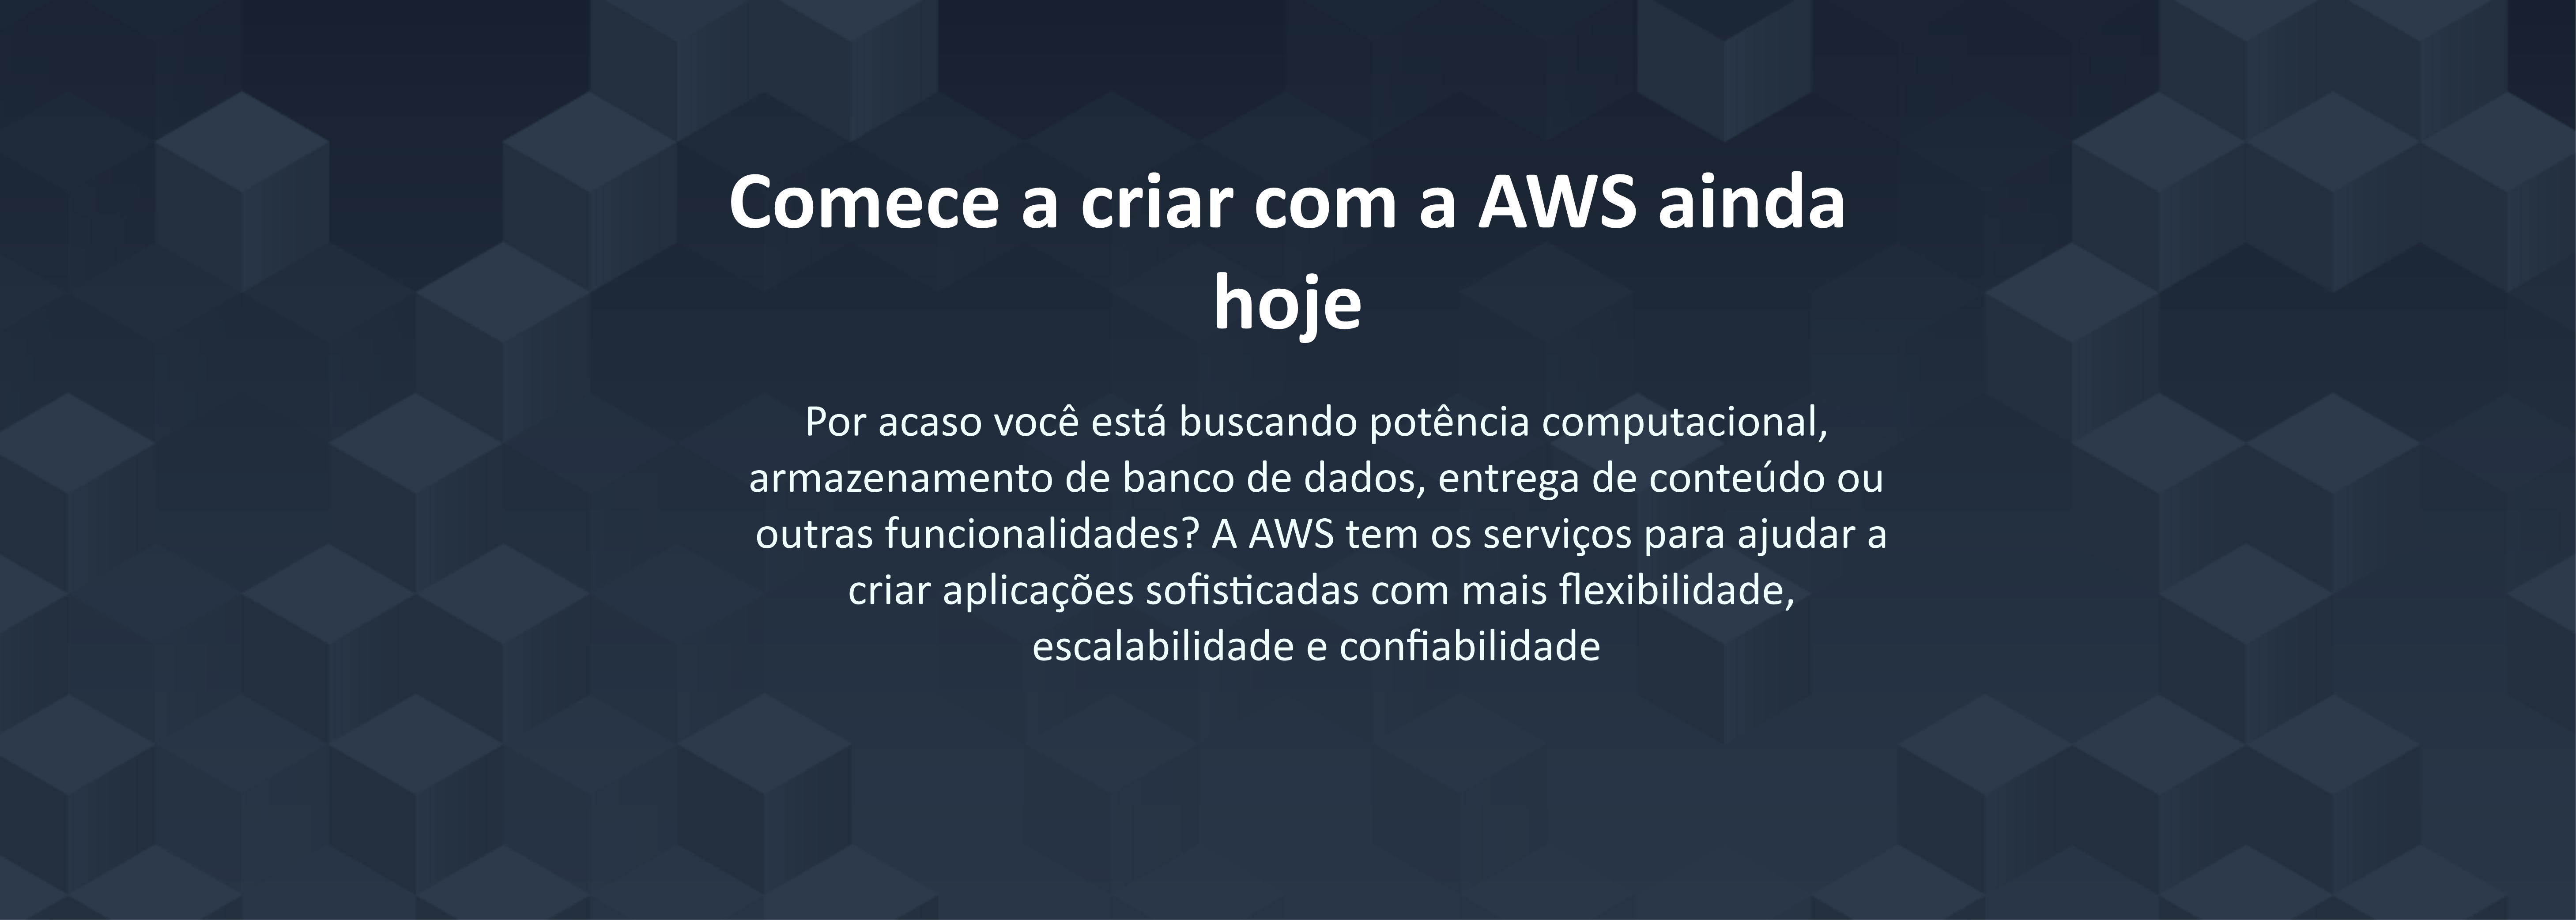 Comece a criar com a AWS ainda
hoje
Por acaso você está buscando potência computacional,
armazenamento de banco de dados, entrega de conteúdo ou
outras funcionalidades? A AWS tem os serviços para ajudar a
criar aplicações sofisticadas com mais flexibilidade,
escalabilidade e confiabilidade